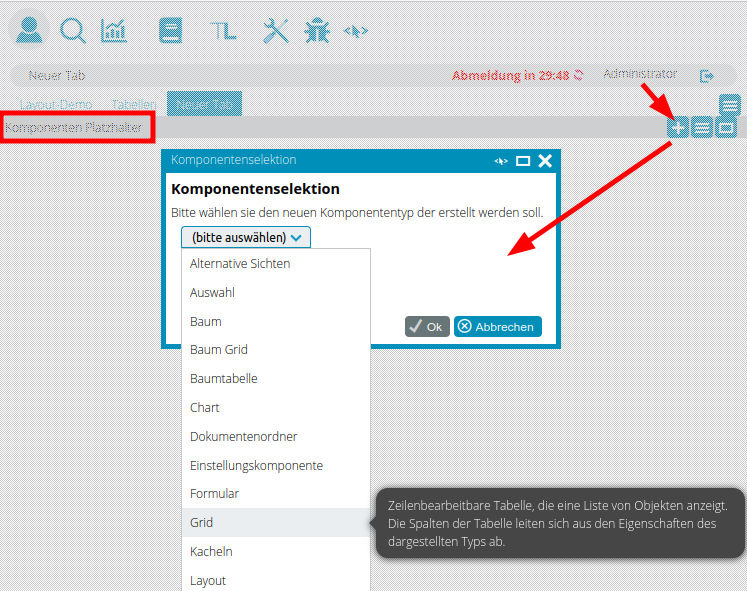 TL
Neuer Tab
Abmeldung in 29:48
Administrator
Layout-Demo
Tabellen
Neuer Tab
Komponenten Platzhalter
Komponentenselektion
Komponentenselektion
Bitte wählen sie den neuen Komponententyp der erstellt werden soll.
(bitte auswählen)
Alternative Sichten
Auswahl
Baum
Baum Grid
Baumtabelle
Chart
Dokumentenordner
Einstellungskomponente
Formular
Grid
Kacheln
Layout
Ok
Abbrechen
Zeilenbearbeitbare Tabelle, die eine Liste von Objekten anzeigt.
Die Spalten der Tabelle leiten sich aus den Eigenschaften des
dargestellten Typs ab.